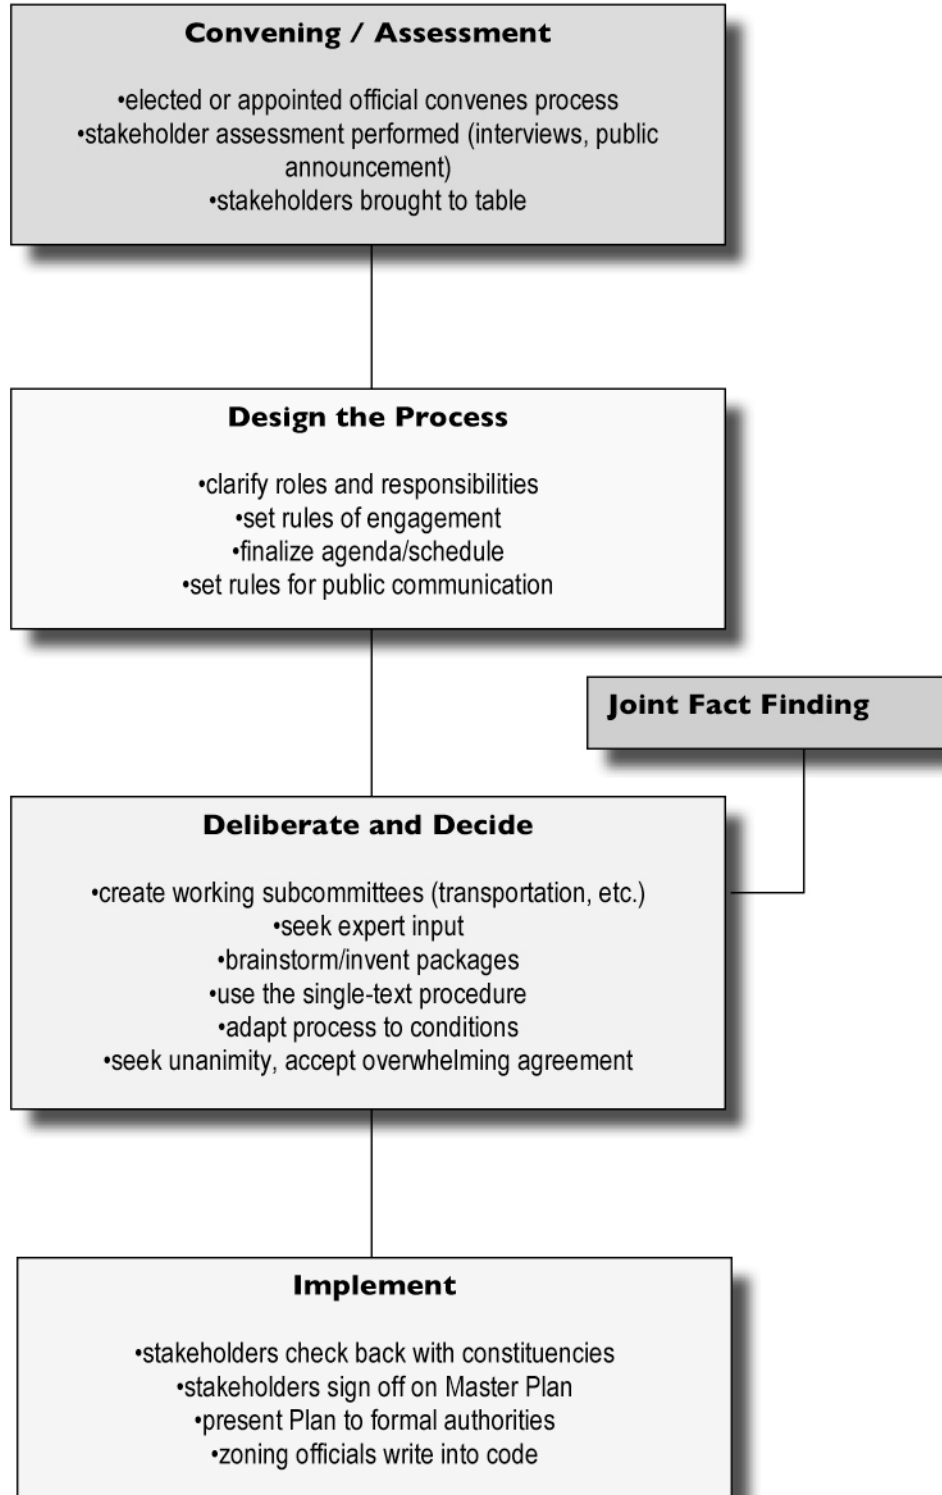 Convening / Assessment
•elected or appointed official convenes process
•stakeholder assessment performed (interviews, public
announcement)
•stakeholders brought to table
Design the Process
•clarify roles and responsibilities
•set rules of engagement
•finalize agenda/schedule
•set rules for public communication
Joint Fact Finding
Deliberate and Decide
•create working subcommittees (transportation, etc.)
•seek expert input
•brainstorm/invent packages
•use the single-text procedure
•adapt process to conditions
•seek unanimity, accept overwhelming agreement
Implement
•stakeholders check back with constituencies
•stakeholders sign off on Master Plan
•present Plan to formal authorities
•zoning officials write into code